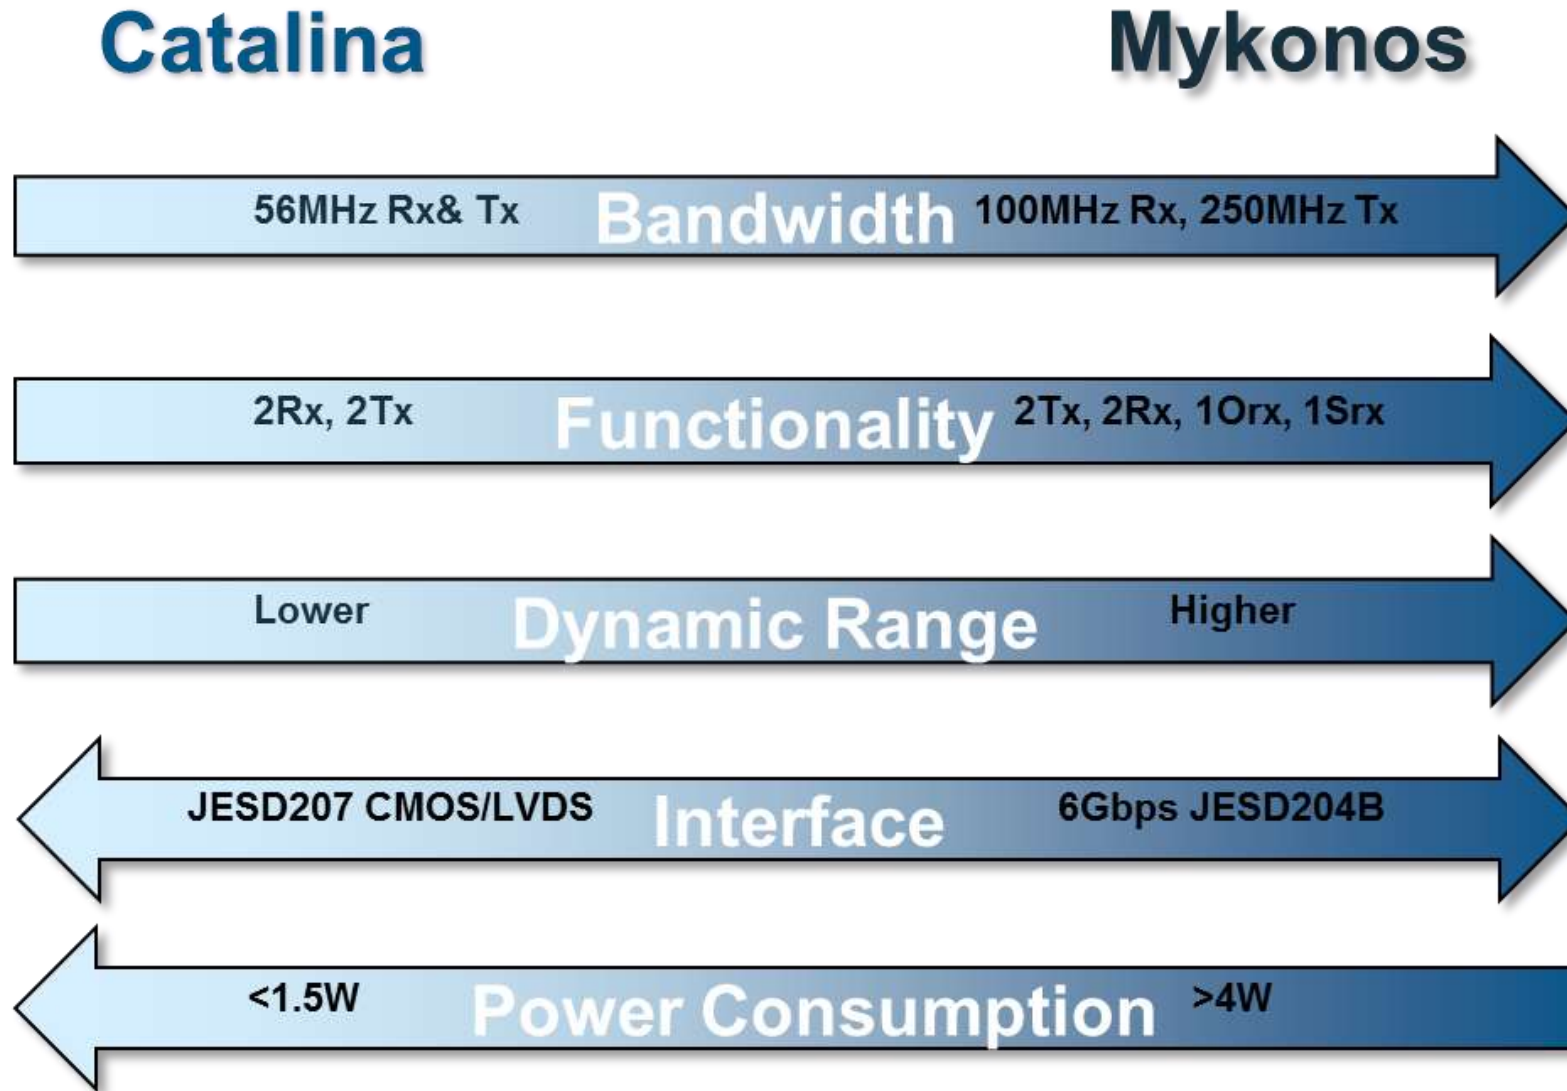 Catalina Mykonos
56MHz Rx& Tx Bandwidth 100MHz Rx, 250MHz Tx
2Rx, 2Tx Functionality 2Tx, 2Rx, 1Orx, 1Srx
Lower Dynamic Range Higher
JESD207 CMOS/LVDS Interface 6Gbps JESD204B
<1.5W Power Consumption >4W